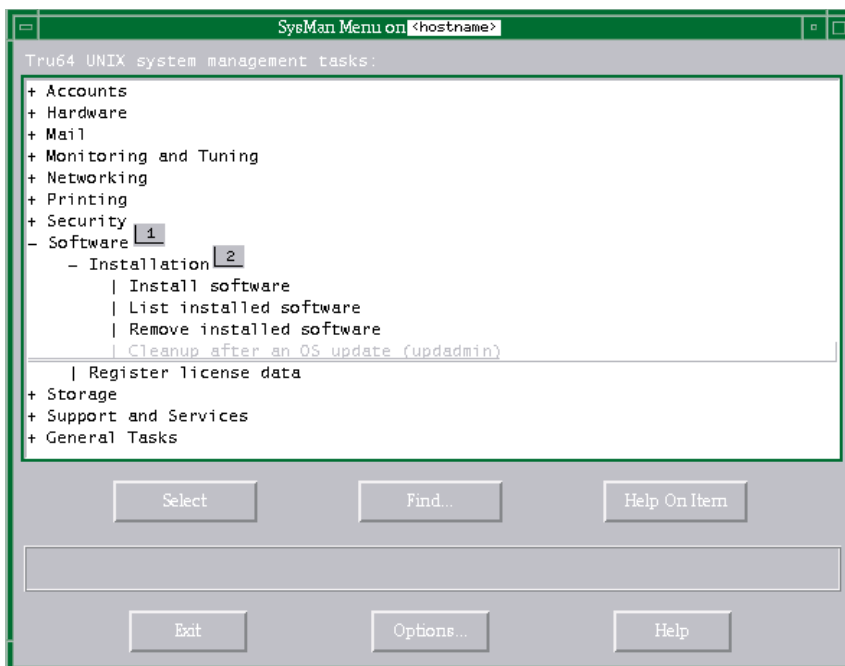 SysMan Menu on <hostname>
Tru64 UNIX system management tasks:
+ Accounts
+ Hardware
+ Mail
+ Monitoring and Tuning
+ Networking
+ Printing
+ Security
- Software 1
- Installation 2
| Install software
| List installed software
| Remove installed software
| Cleanup after an OS update (updadmin)
| Register license data
+ Storage
+ Support and Services
+ General Tasks
Select Find... Help On Item
Exit Options... Help